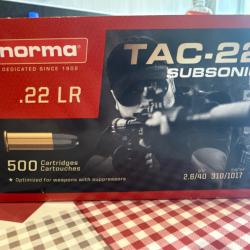 norma
DEDICATED SINCE 1902
TAC-22
SUBSONI
.22 LR
500 Cartridges
Cartouches
★ Optimized for weapons with suppressors
2.6/40 310/1017